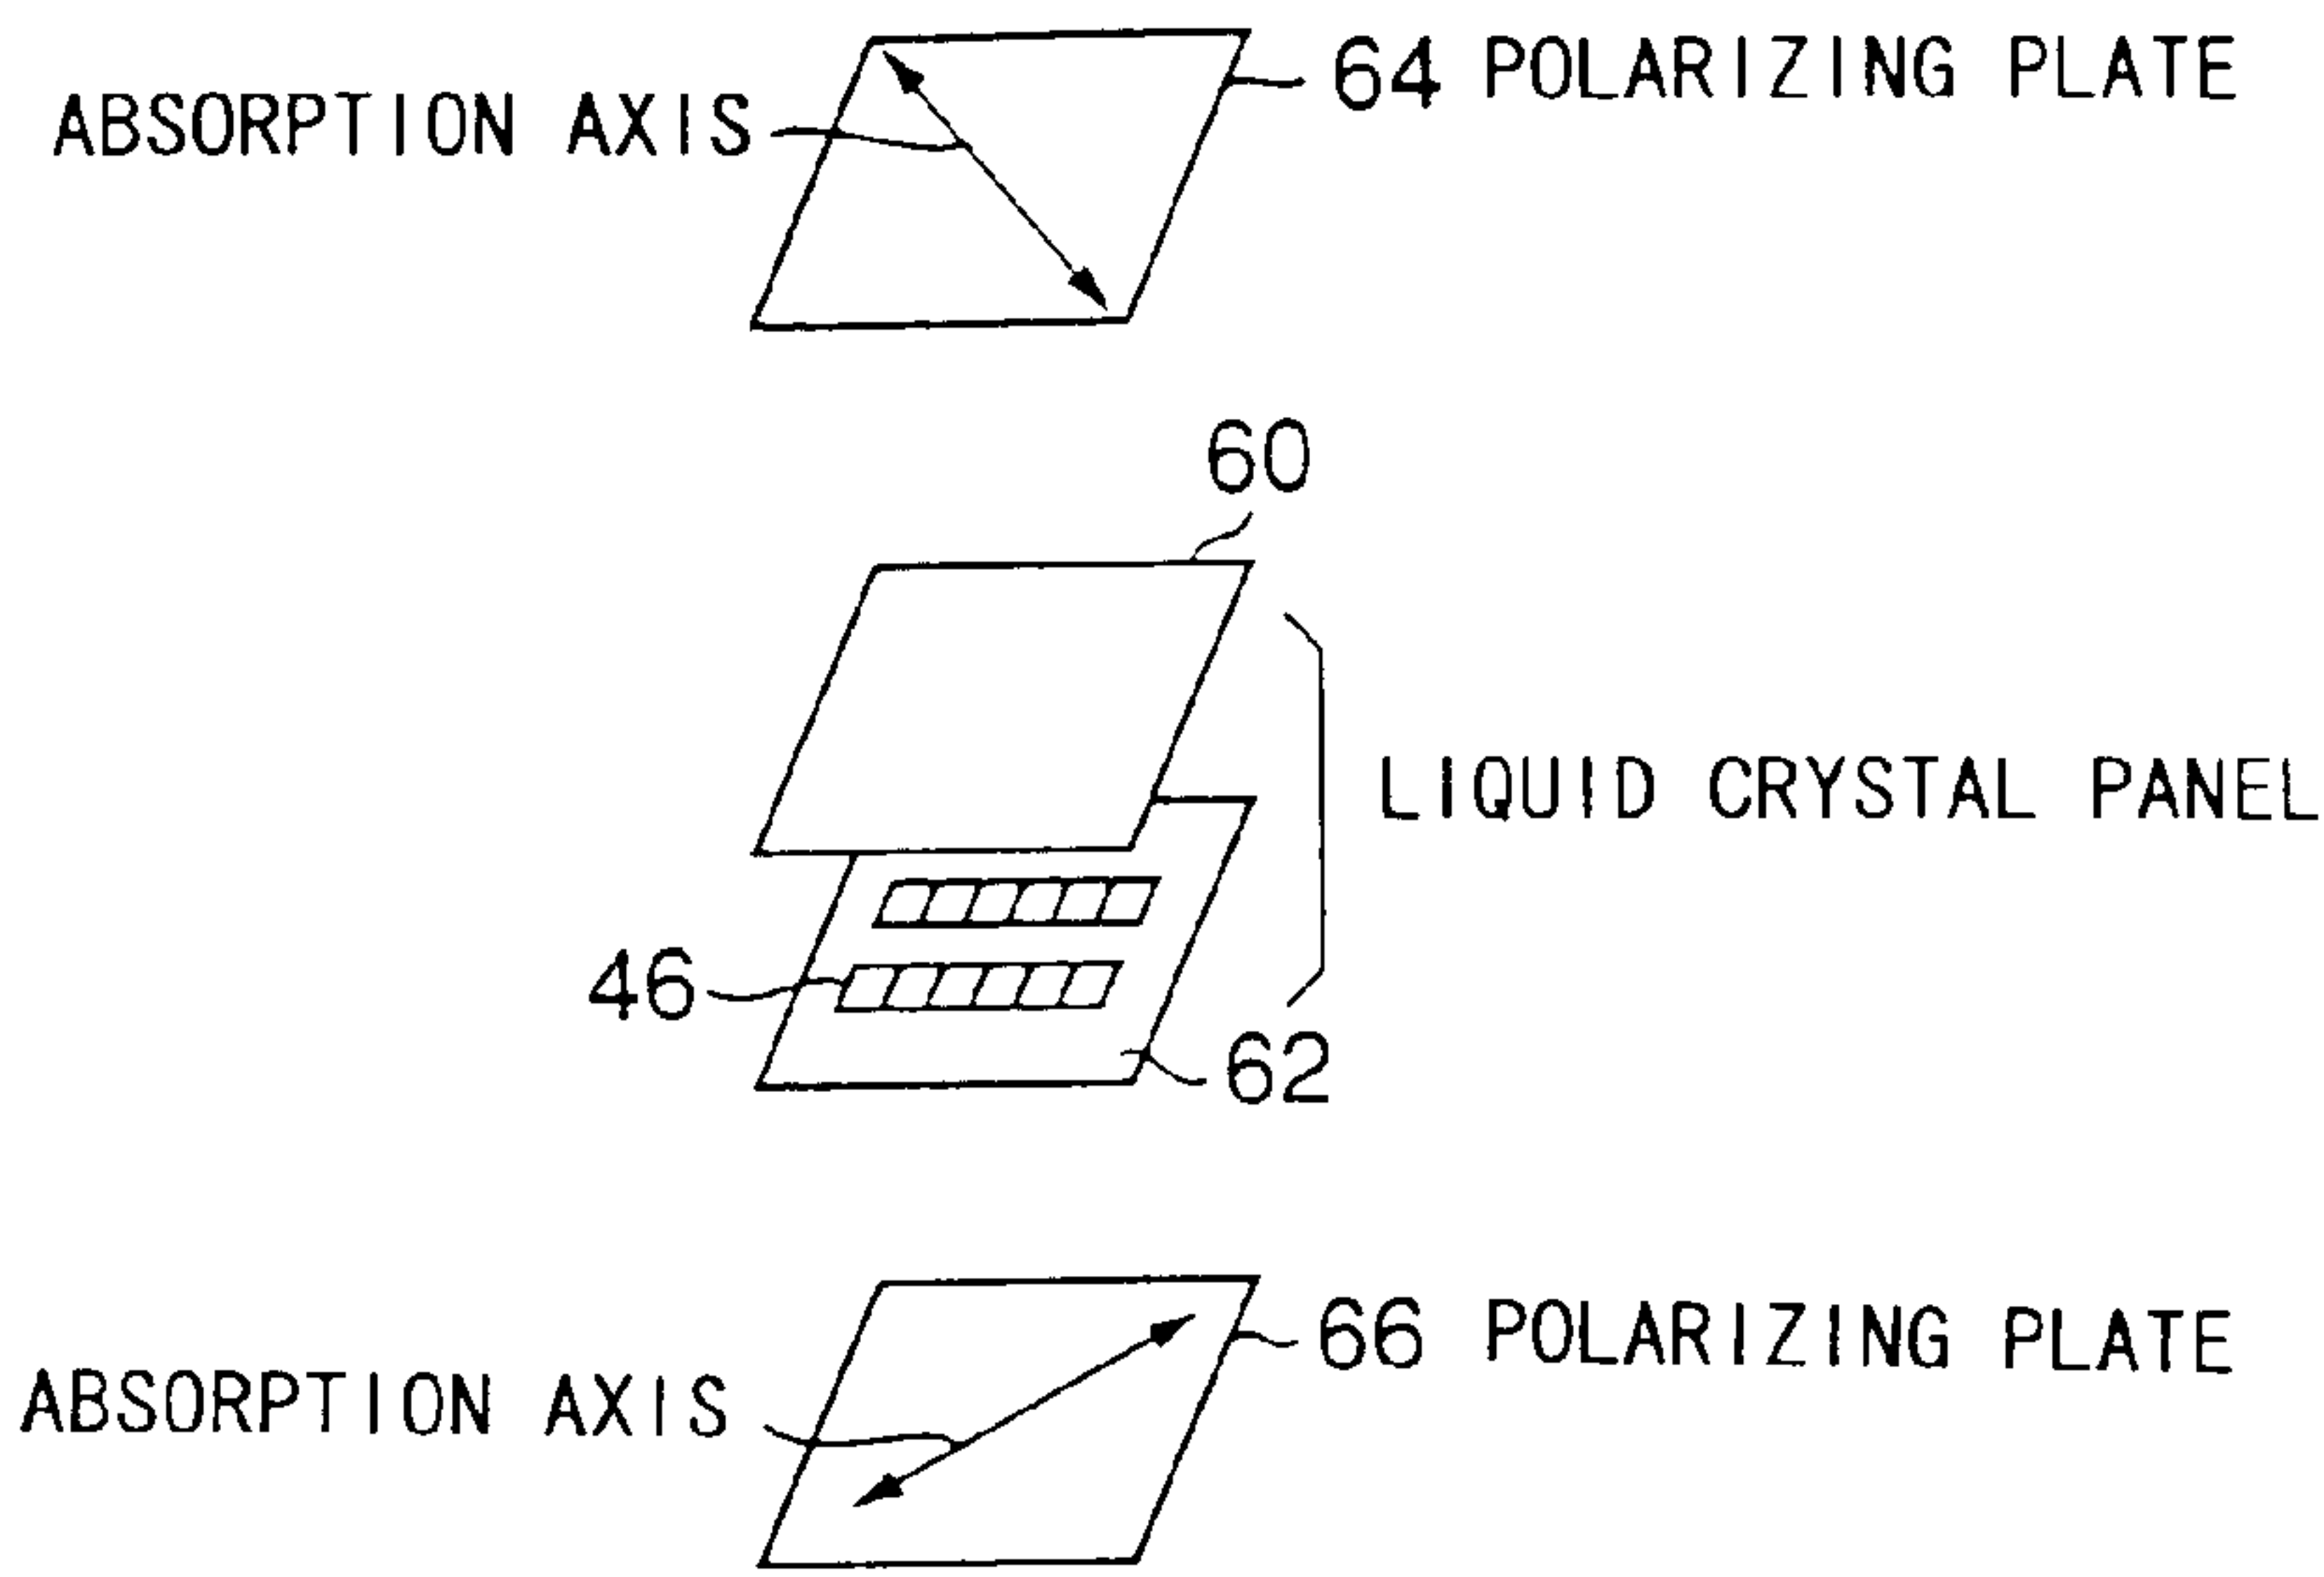 64 POLARIZING PLATE
ABSORPTION AXIS
60
LIQUID CRYSTAL PANEL
46
62
66 POLARIZING PLATE
ABSORPTION AXIS